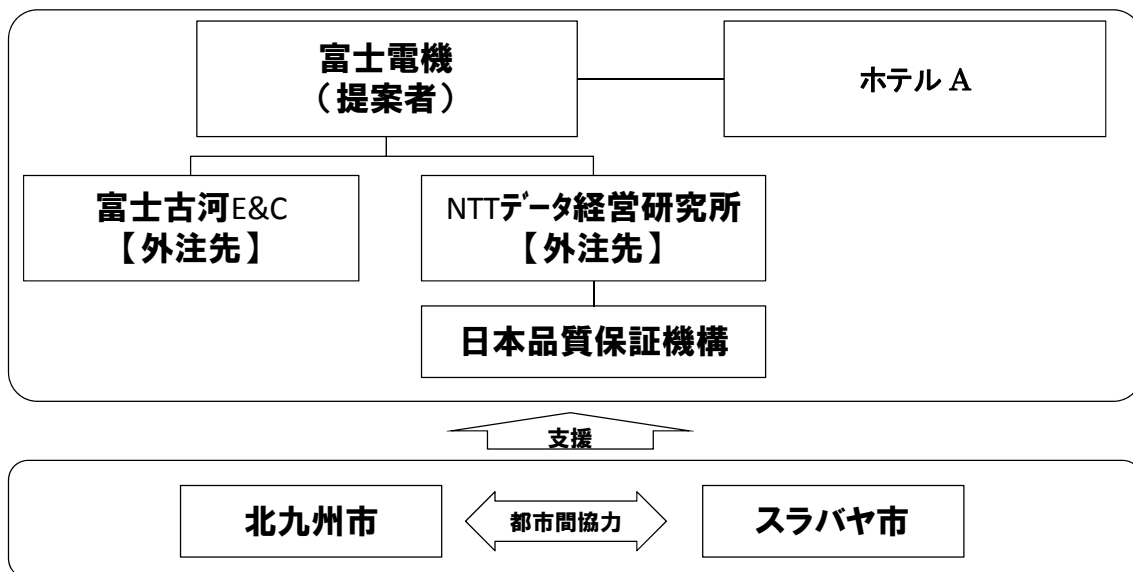 富士電機
(提案者)
ホテル A
富士古河E&C
【外注先】
NTTデータ経営研究所
【外注先】
日本品質保証機構
支援
北九州市
都市間協力
スラバヤ市